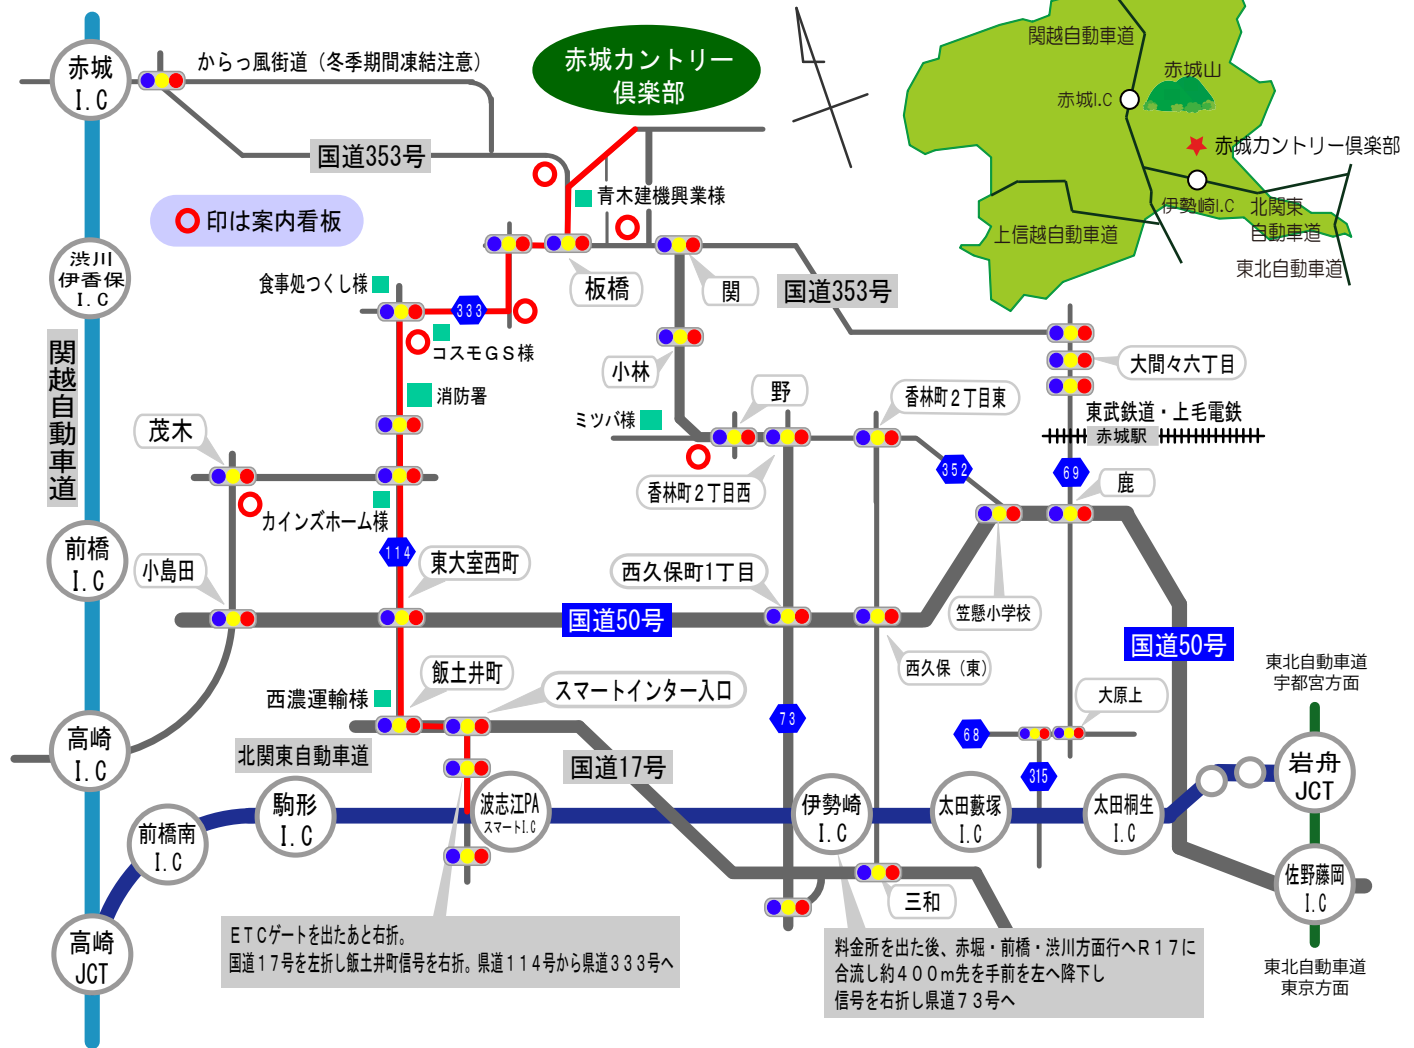 赤城
I.C
からっ風街道（冬季期間凍結注意）
赤城カントリー
倶楽部
国道353号
印は案内看板
青木建機興業様
関越自動車道
赤城山
赤城I.C
赤城カントリー倶楽部
伊勢崎I.C
北関東
自動車道
上信越自動車道
東北自動車道
渋川
伊香保
I.C
食事処つくし様
333
コスモGS様
板橋
関
国道353号
関越自動車道
消防署
小林
ミツバ様
野
香林町2丁目東
大間々六丁目
東武鉄道・上毛電鉄
赤城駅
茂木
カインズホーム様
香林町2丁目西
352
69
鹿
前橋
I.C
小島田
114
東大室西町
西久保町1丁目
国道50号
笠懸小学校
西久保（東）
国道50号
東北自動車道
宇都宮方面
西濃運輸様
飯土井町
スマートインター入口
73
68
大原上
315
高崎
I.C
北関東自動車道
国道17号
前橋南
I.C
駒形
I.C
波志江PA
スマートI.C
伊勢崎
I.C
太田藪塚
I.C
太田桐生
I.C
岩舟
JCT
佐野藤岡
I.C
三和
高崎
JCT
ETCゲートを出たあと右折。
国道17号を左折し飯土井町信号を右折。県道114号から県道333号へ
料金所を出た後、赤堀・前橋・渋川方面行へR17に
合流し約400m先を手前を左へ降下し
信号を右折し県道73号へ
東北自動車道
東京方面